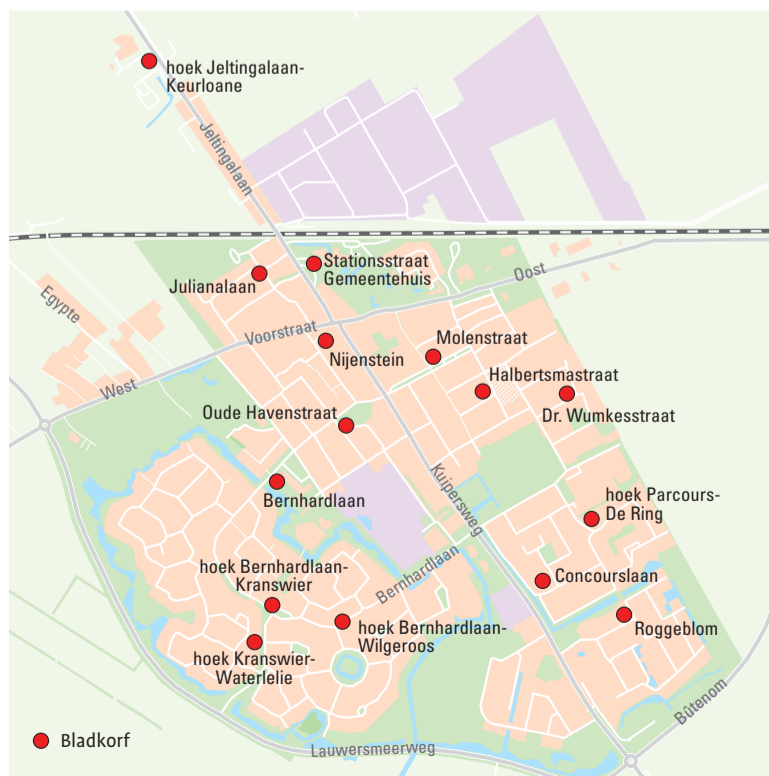 hoek Jeltingalaan-
Keurloane
Jeltingalaan
Stationsstraat
Gemeentehuis
Julianalaan
Oost
Egypte
Voorstraat
Molenstraat
Nijenstein
West
Halbertsmastraat
Oude Havenstraat
Dr. Wumkesstraat
Kuipersweg
Bernhardlaan
hoek Parcours-
De Ring
hoek Bernhardlaan-
Kranswier
Bernhardlaan
Concourslaan
hoek Bernhardlaan-
Wilgeroos
Roggeblom
hoek Kranswier-
Waterlelie
Bûtenom
Bladkorf
Lauwersmeerweg